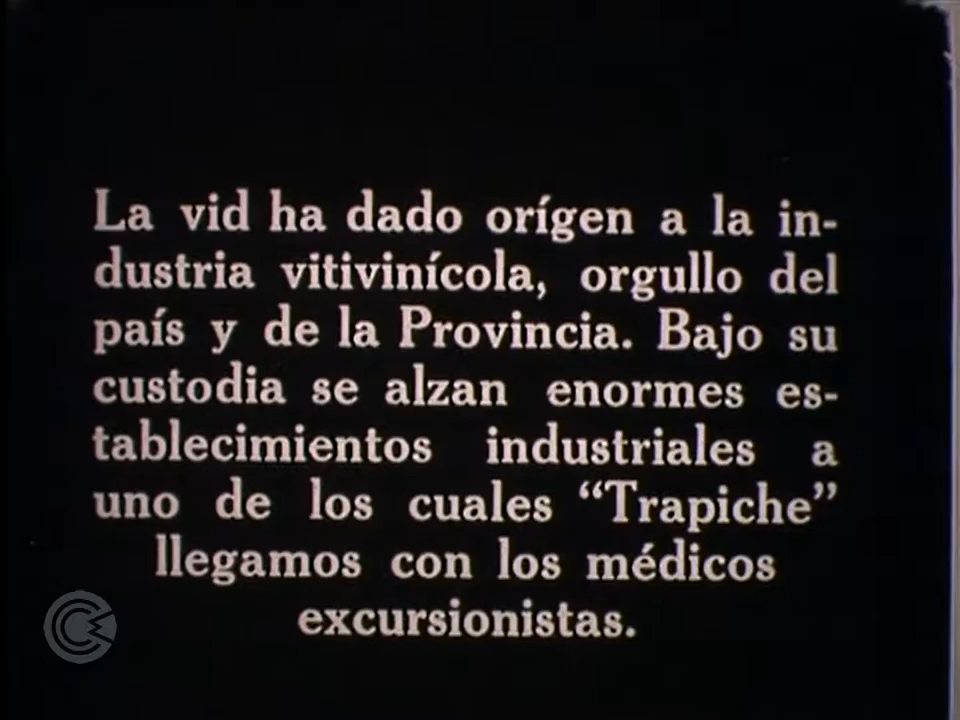 La vid ha dado orígen a la in-
dustria vitivinícola, orgullo del
país y de la Provincia. Bajo su
custodia se alzan enormes es-
tablecimientos industriales a
uno de los cuales “Trapiche”
llegamos con los médicos
excursionistas.